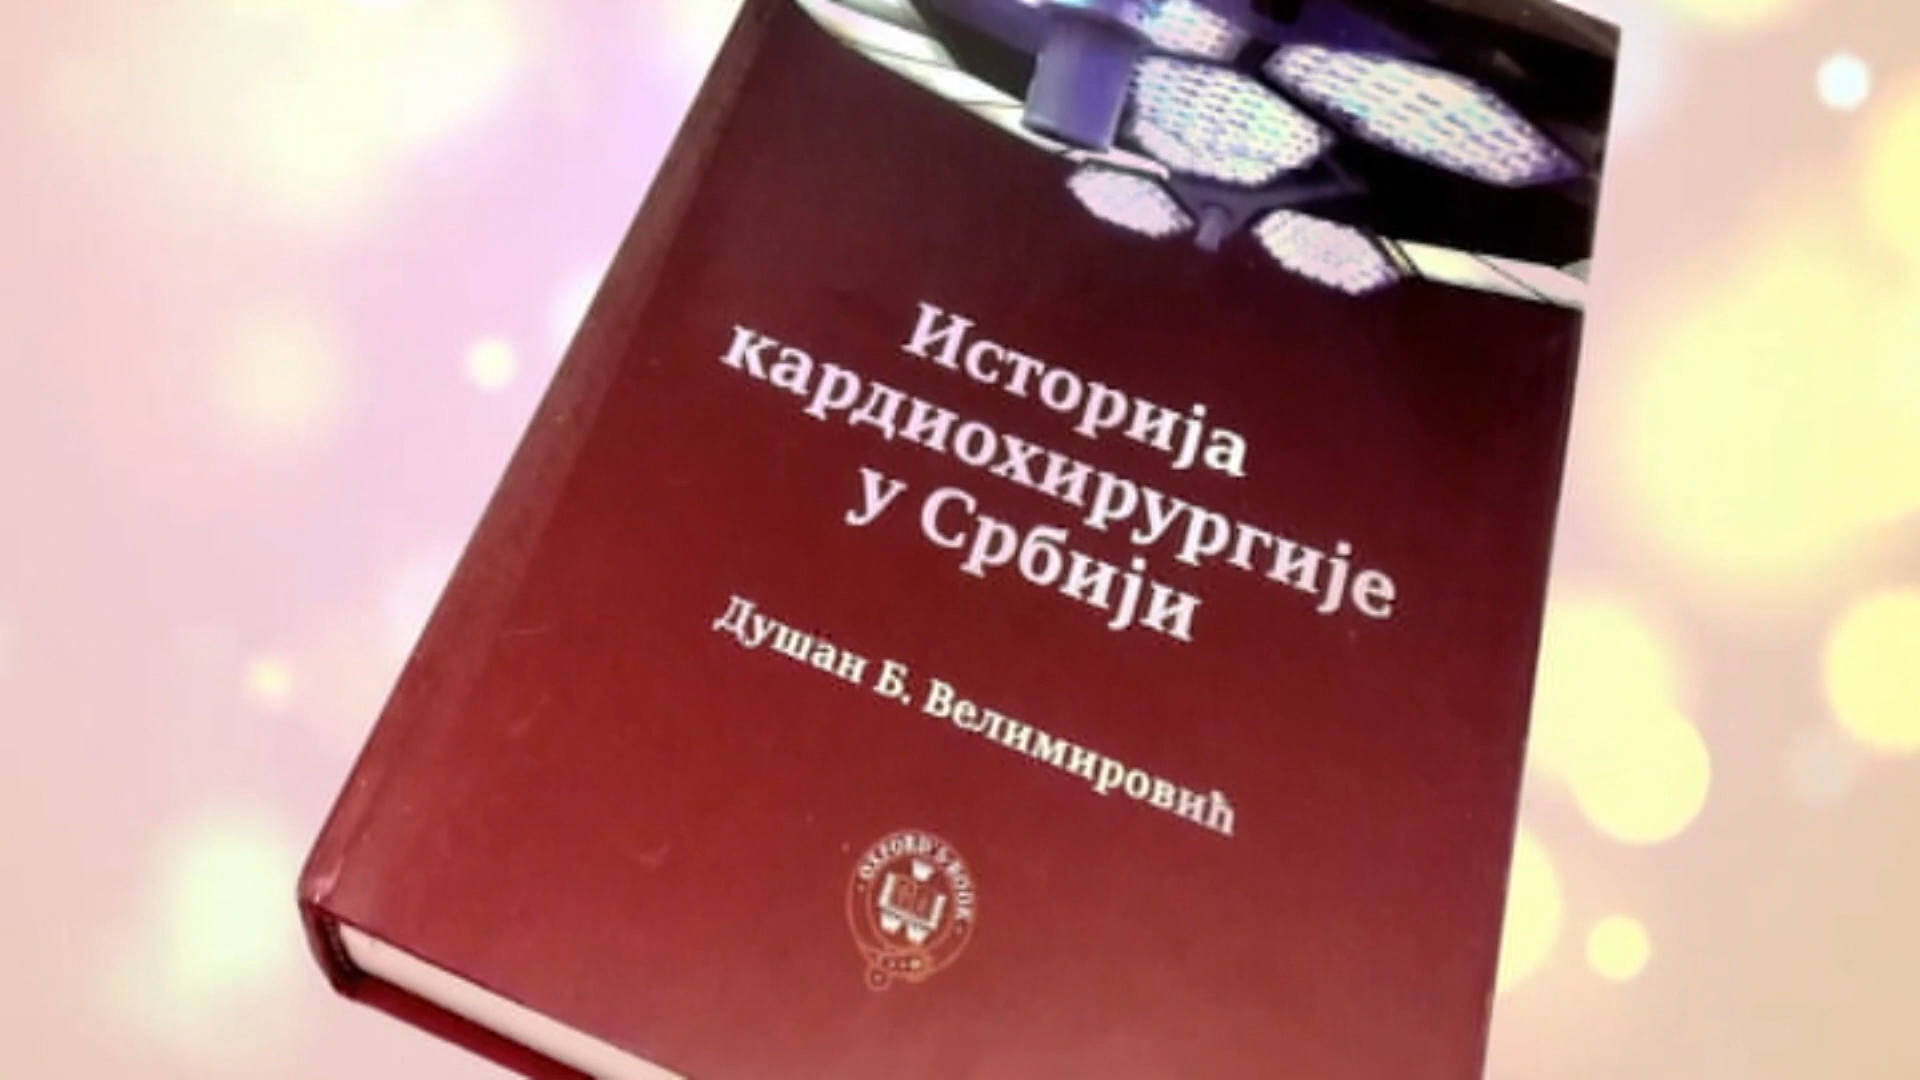 Историја
кардиохирургије
у Србији
Душан Б. Велимировић